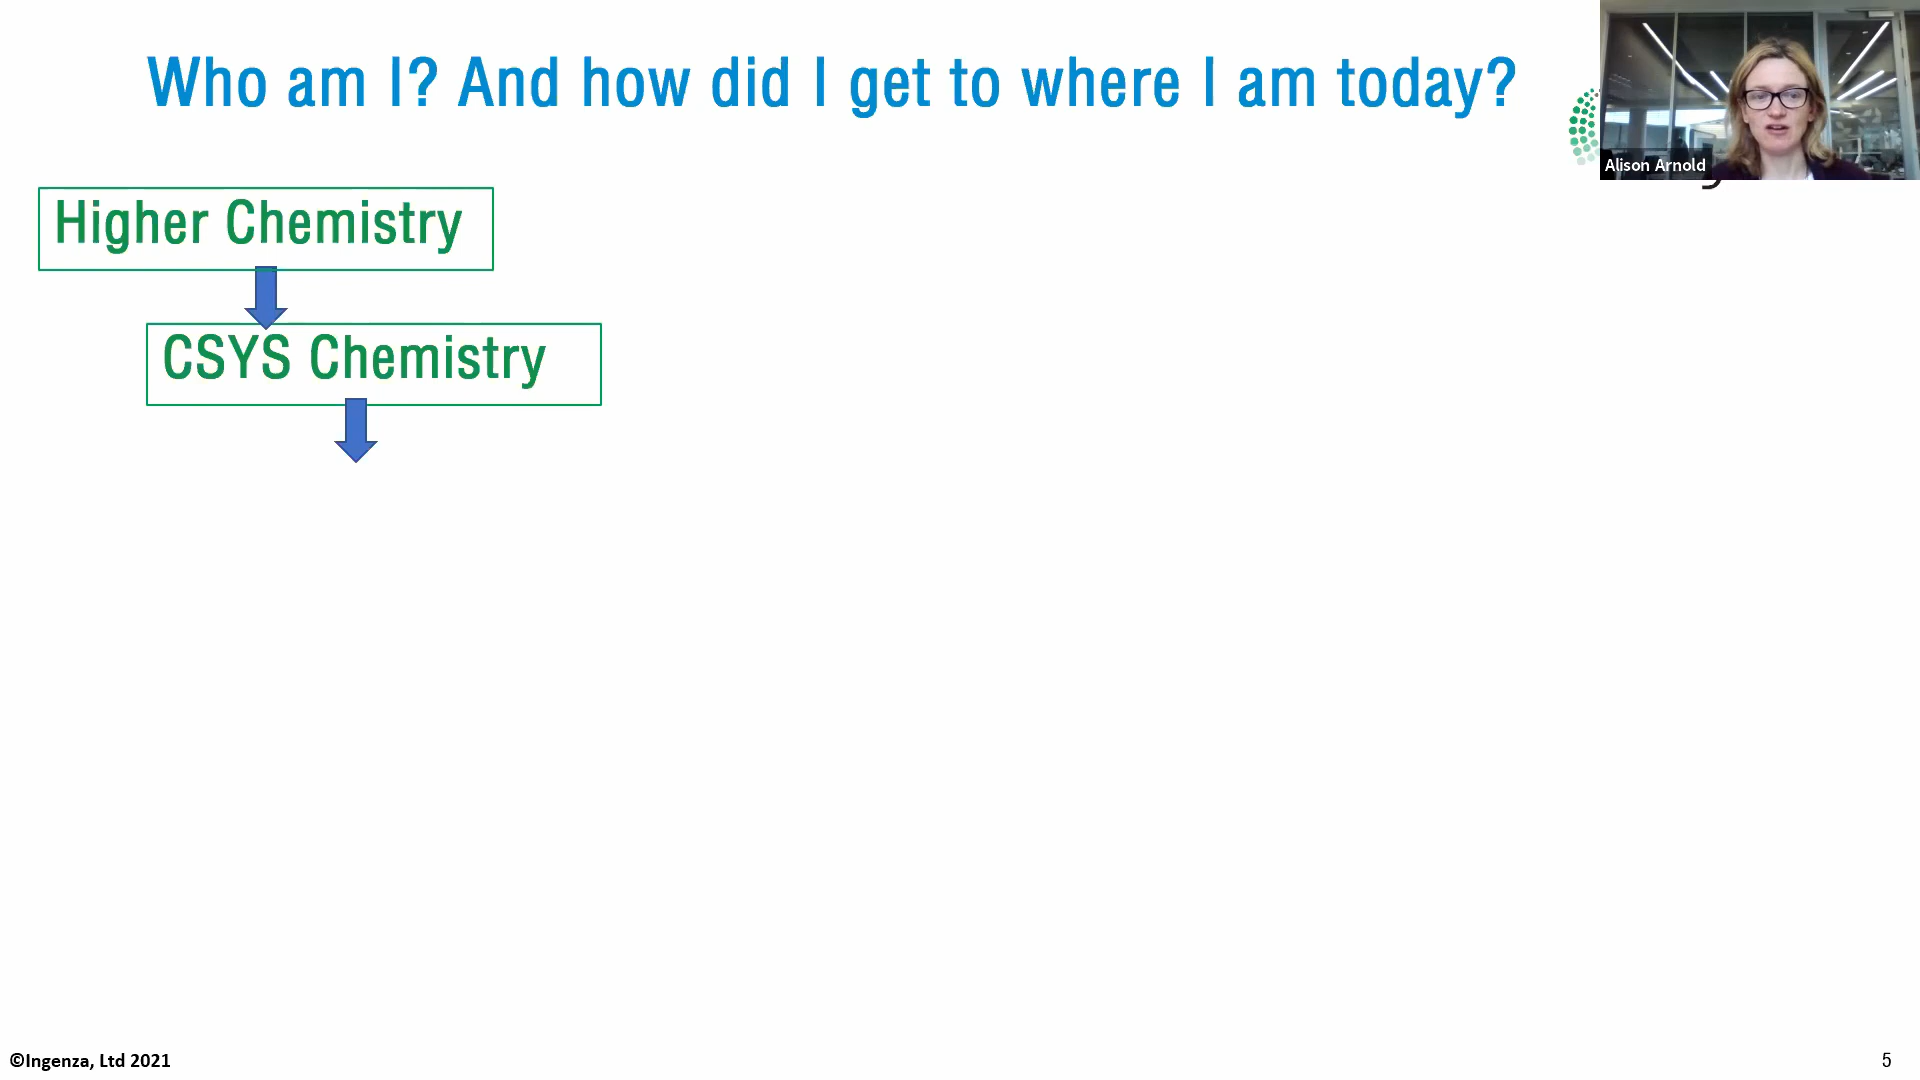 Who am I? And how did I get to where I am today?
Alison Arnold
Higher Chemistry
CSYS Chemistry
©Ingenza, Ltd 2021
5